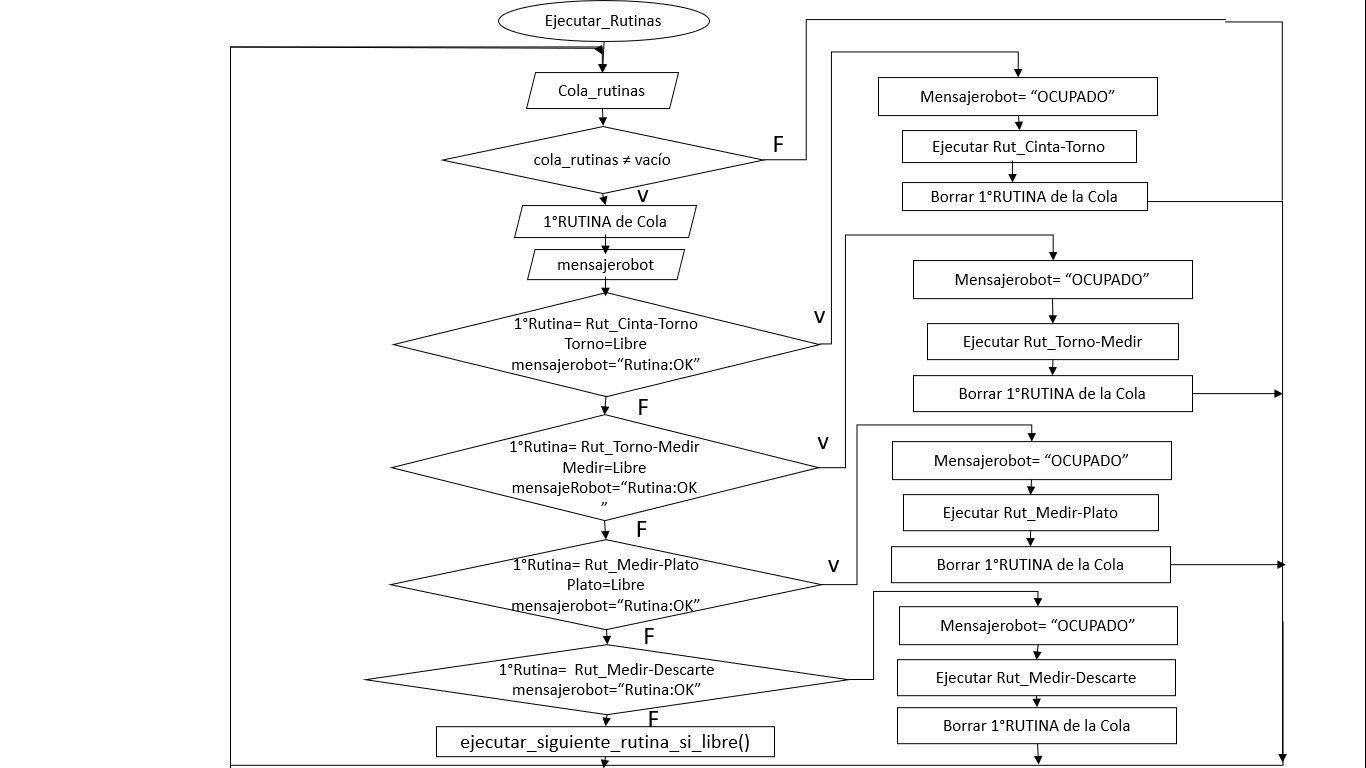 Ejecutar_Rutinas
Cola_rutinas
cola_rutinas ≠ vacío
F
v
1°RUTINA de Cola
mensajerobot
1°Rutina= Rut_Cinta-Torno
Torno=Libre
mensajerobot=“Rutina:OK”
v
F
1°Rutina= Rut_Torno-Medir
Medir=Libre
mensajeRobot=“Rutina:OK
”
v
F
1°Rutina= Rut_Medir-Plato
Plato=Libre
mensajerobot=“Rutina:OK”
v
F
1°Rutina=  Rut_Medir-Descarte
mensajerobot=“Rutina:OK”
F
ejecutar_siguiente_rutina_si_libre()
Mensajerobot= “OCUPADO”
Ejecutar Rut_Cinta-Torno
Borrar 1°RUTINA de la Cola
Mensajerobot= “OCUPADO”
Ejecutar Rut_Torno-Medir
Borrar 1°RUTINA de la Cola
Mensajerobot= “OCUPADO”
Ejecutar Rut_Medir-Plato
Borrar 1°RUTINA de la Cola
Mensajerobot= “OCUPADO”
Ejecutar Rut_Medir-Descarte
Borrar 1°RUTINA de la Cola